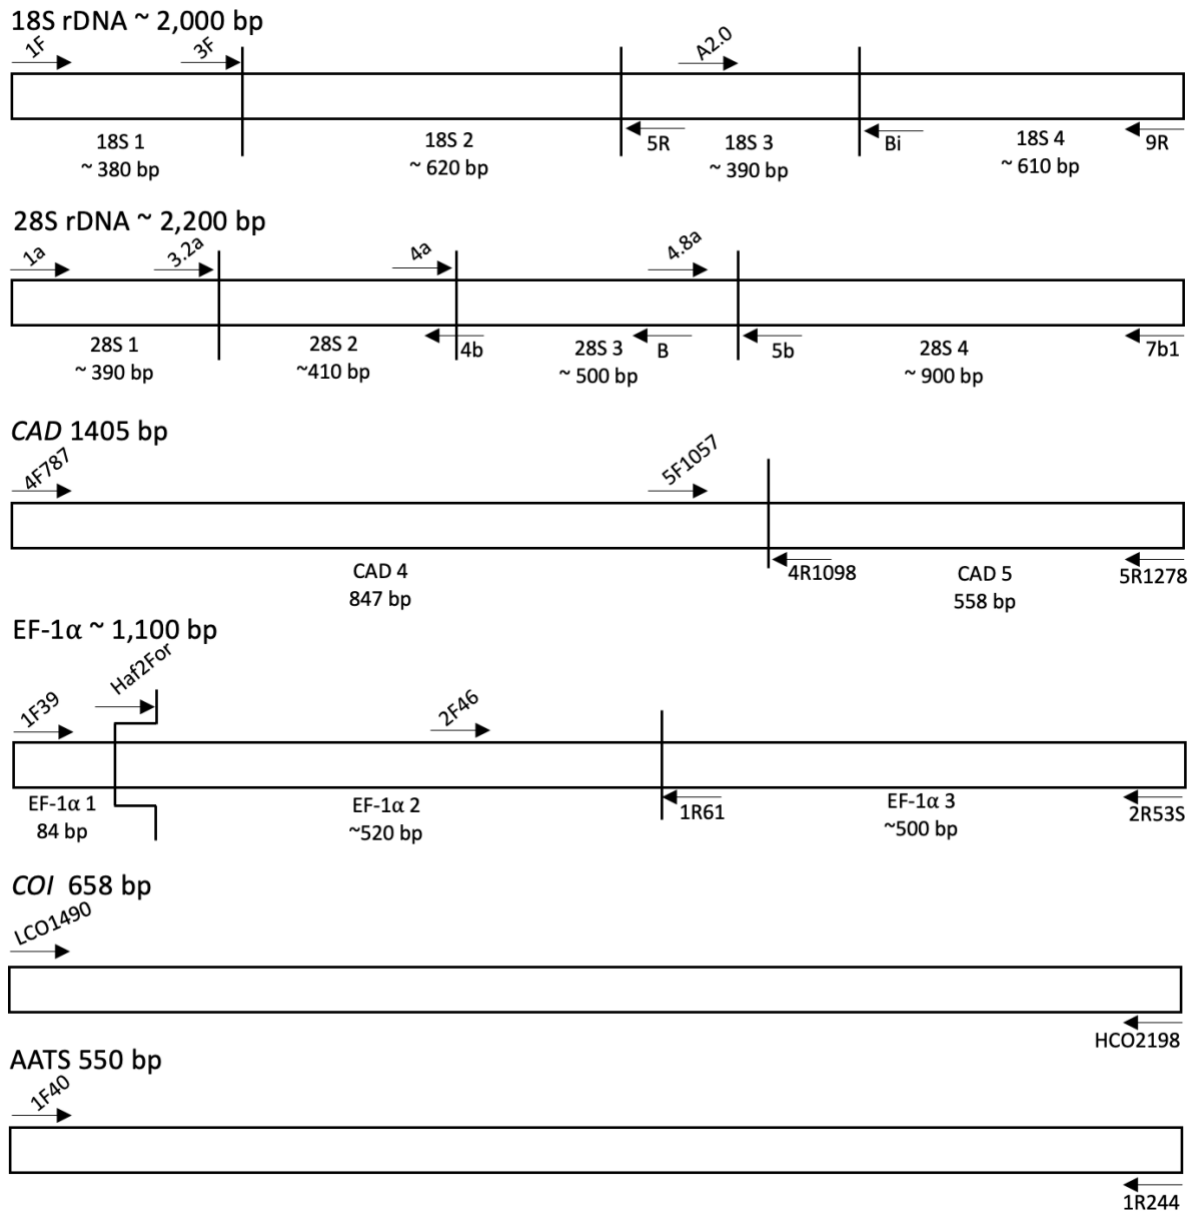 18S rDNA ~ 2,000 bp
1F
3F
A2.0
5R
Bi
9R
18S 1
~ 380 bp
18S 2
~ 620 bp
18S 3
~ 390 bp
18S 4
~ 610 bp
28S rDNA ~ 2,200 bp
1a
3.2a
4a
4.8a
4b
B
5b
7b1
28S 1
~ 390 bp
28S 2
~410 bp
28S 3
~ 500 bp
28S 4
~ 900 bp
CAD 1405 bp
4F787
5F1057
4R1098
5R1278
CAD 4
847 bp
CAD 5
558 bp
EF-1α ~ 1,100 bp
1F39
Haf2For
2F46
1R61
2R53S
EF-1α 1
84 bp
EF-1α 2
~520 bp
EF-1α 3
~500 bp
COI 658 bp
LCO1490
HCO2198
AATS 550 bp
1F40
1R244